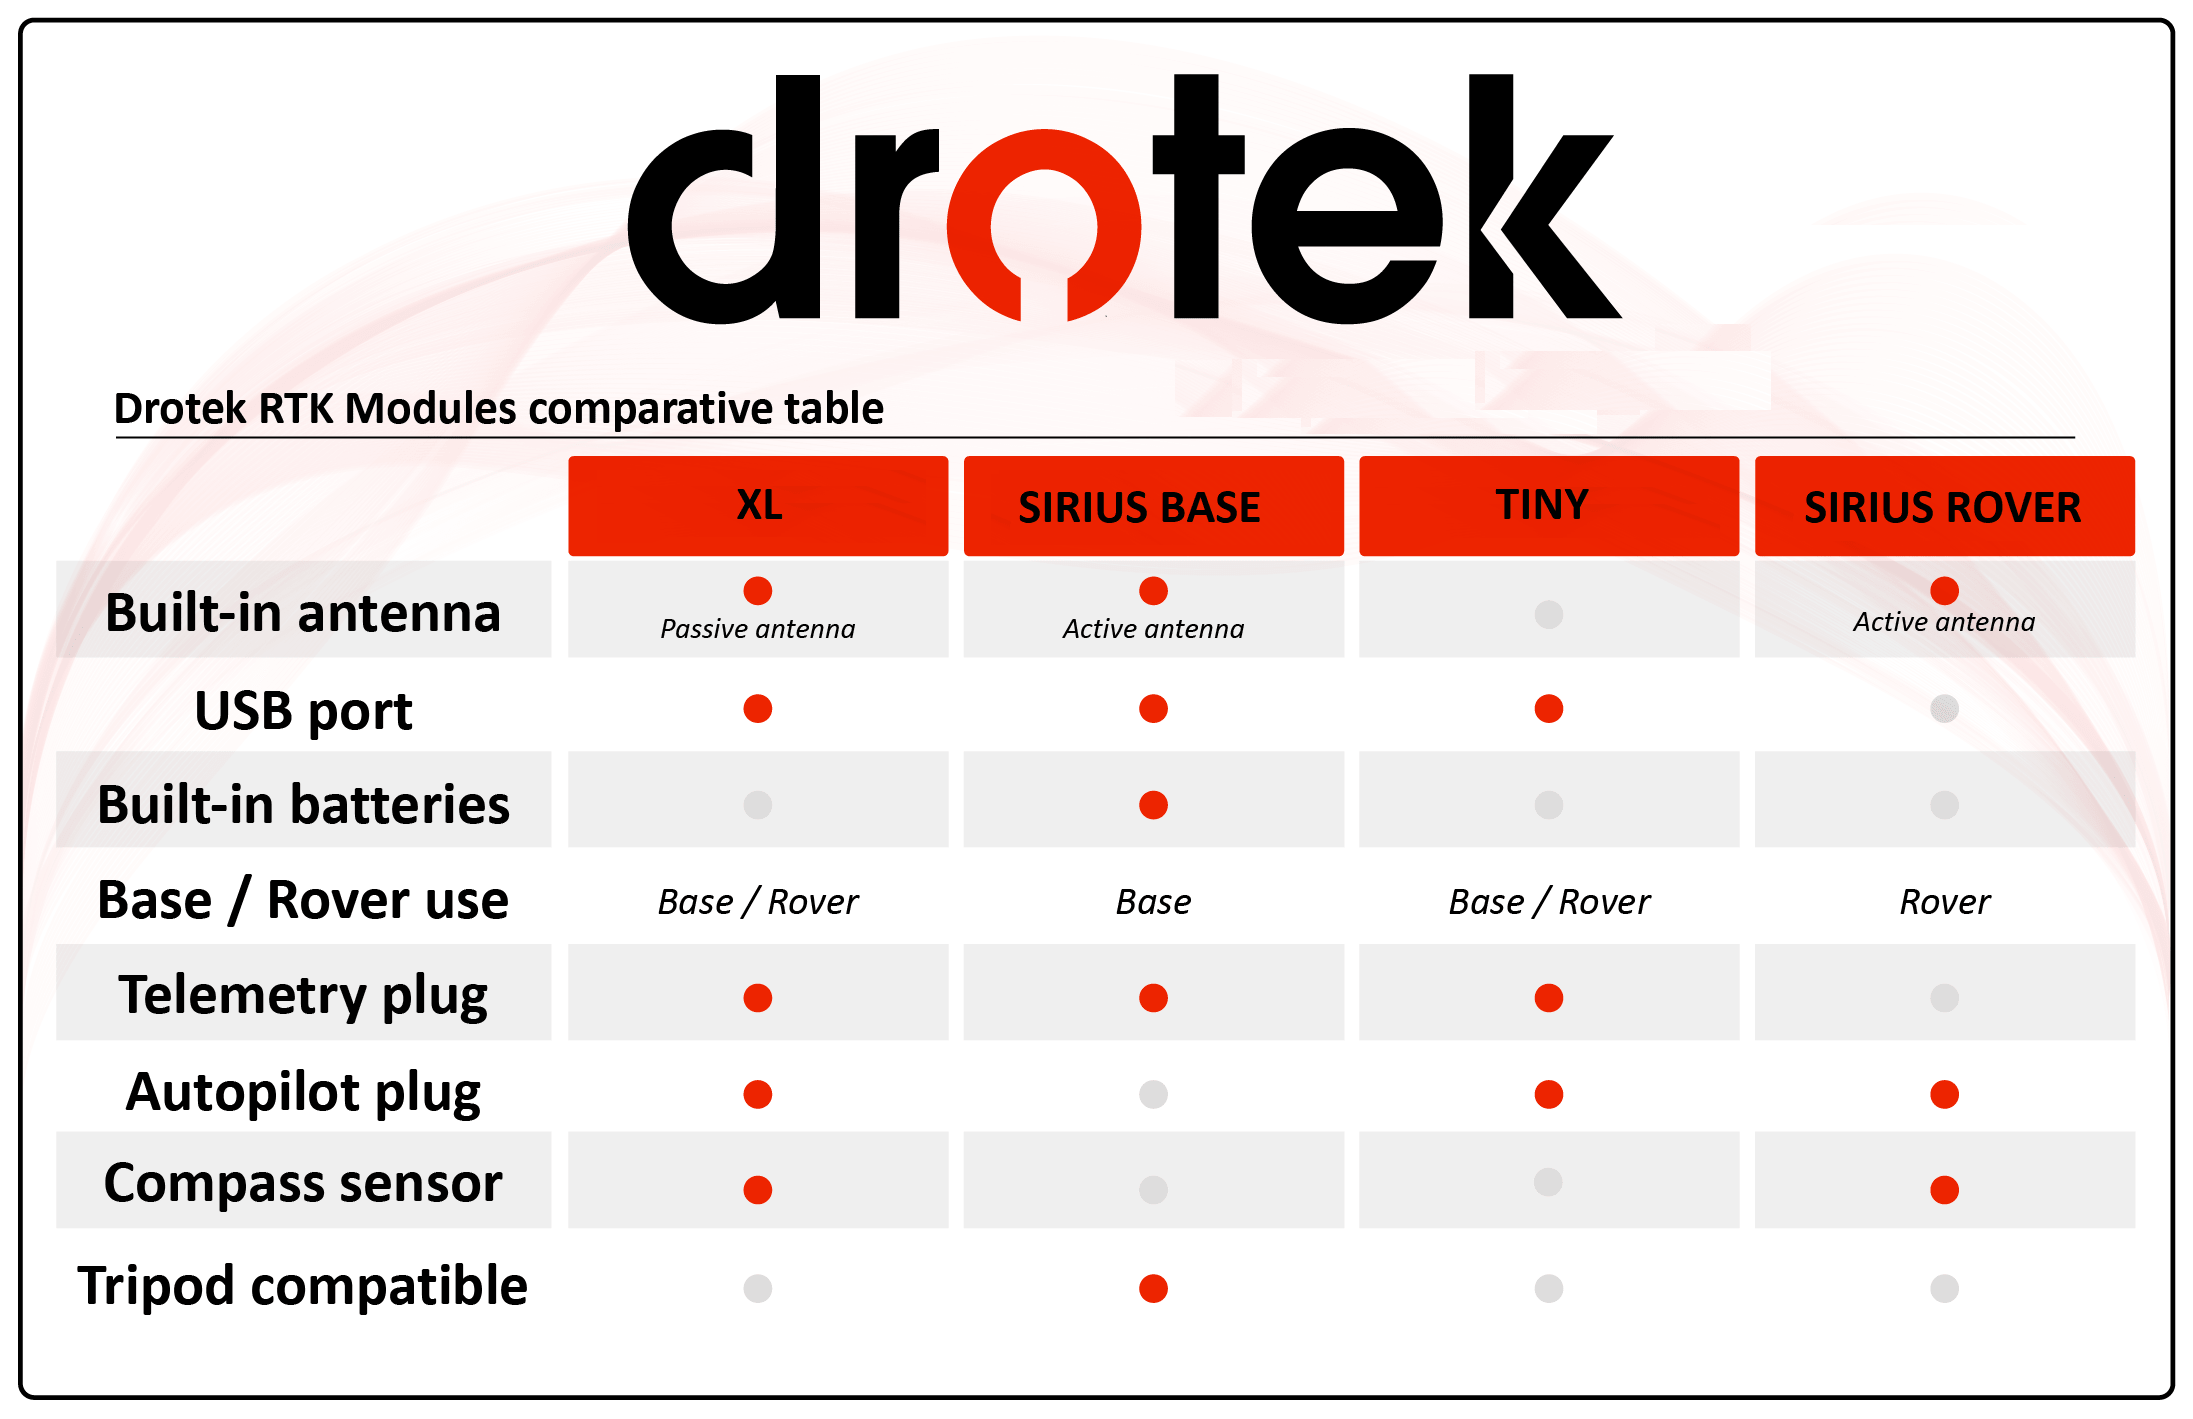 drotek
Drotek RTK Modules comparative table
XL SIRIUS BASE TINY SIRIUS ROVER
Built-in antenna Passive antenna Active antenna Active antenna
USB port
Built-in batteries
Base / Rover use Base / Rover Base Base / Rover Rover
Telemetry plug
Autopilot plug
Compass sensor
Tripod compatible